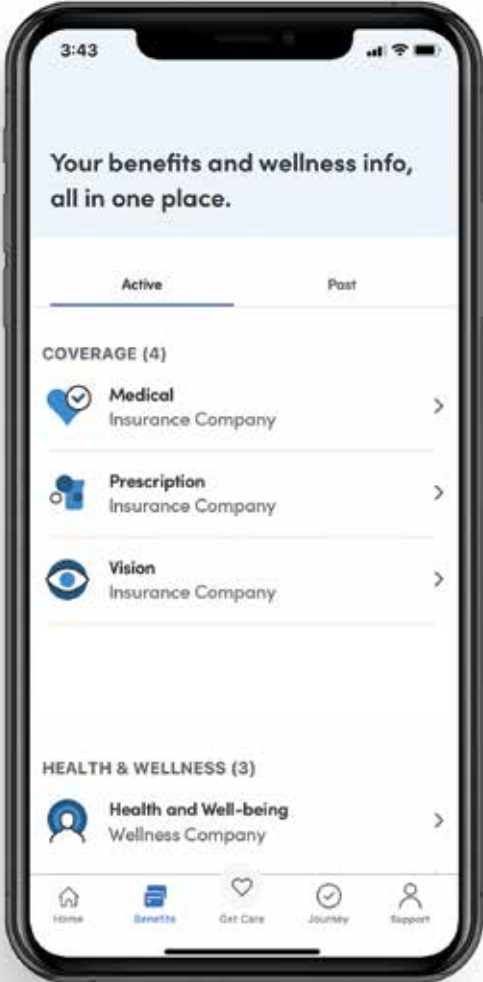 3:43
Your benefits and wellness info,
all in one place.
Active
Past
COVERAGE (4)
Medical
Insurance Company
Prescription
Insurance Company
Vision
Insurance Company
HEALTH & WELLNESS (3)
Health and Well-being
Wellness Company
Home
Benefits
Get Care
Journey
Support